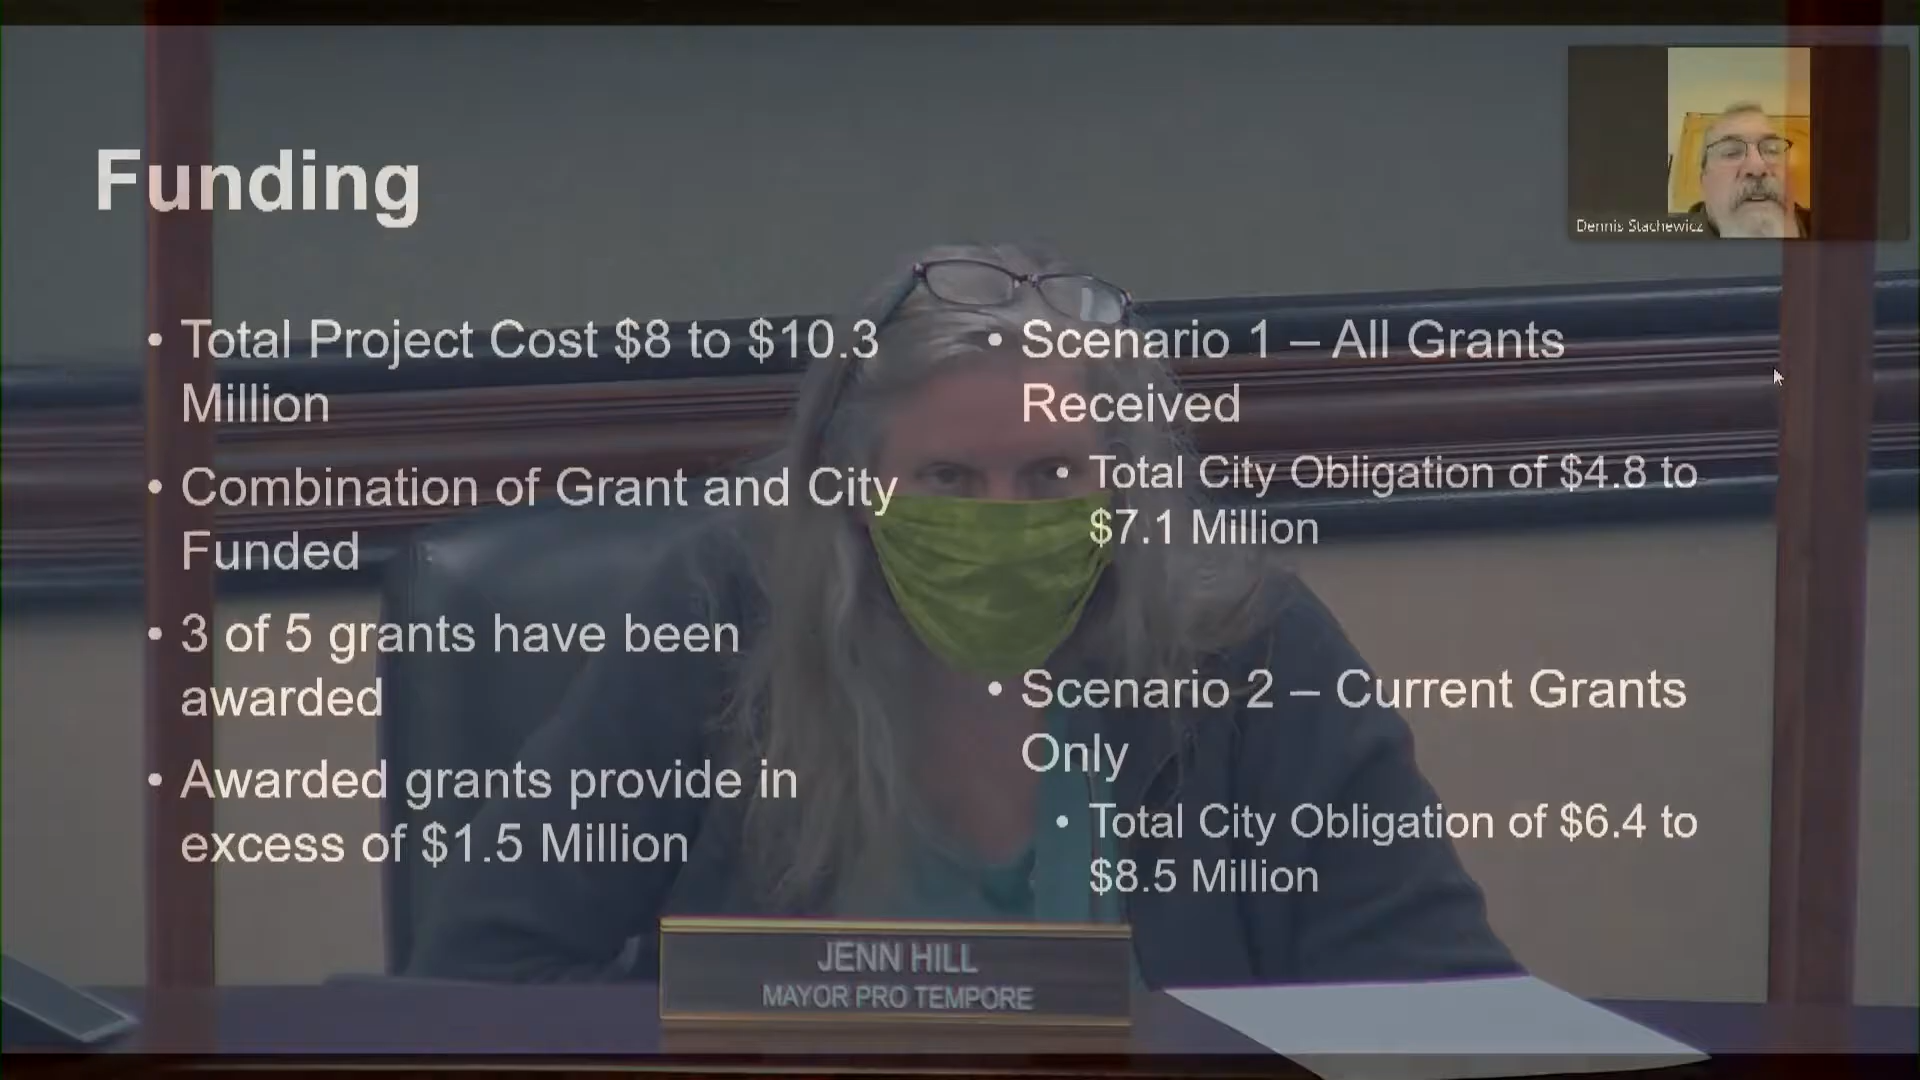 Funding
• Total Project Cost $8 to $10.3
Million
• Combination of Grant and City
Funded
• 3 of 5 grants have been
awarded
• Awarded grants provide in
excess of $1.5 Million
• Scenario 1 – All Grants
Received
• Total City Obligation of $4.8 to
$7.1 Million
• Scenario 2 – Current Grants
Only
• Total City Obligation of $6.4 to
$8.5 Million
Dennis Stachewicz
JENN HILL
MAYOR PRO TEMPORE